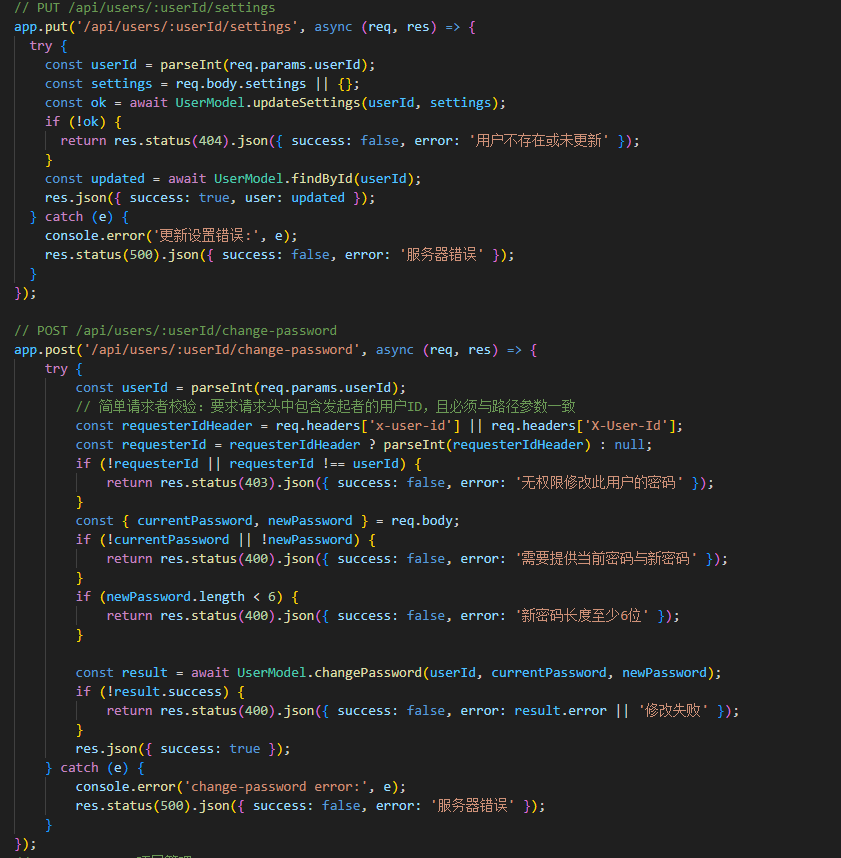 // PUT /api/users/:userId/settings
app.put('/api/users/:userId/settings', async (req, res) => {
  try {
    const userId = parseInt(req.params.userId);
    const settings = req.body.settings || {};
    const ok = await UserModel.updateSettings(userId, settings);
    if (!ok) {
      return res.status(404).json({ success: false, error: '用户不存在或未更新' });
    }
    const updated = await UserModel.findById(userId);
    res.json({ success: true, user: updated });
  } catch (e) {
    console.error('更新设置错误:', e);
    res.status(500).json({ success: false, error: '服务器错误' });
  }
});

// POST /api/users/:userId/change-password
app.post('/api/users/:userId/change-password', async (req, res) => {
    try {
        const userId = parseInt(req.params.userId);
        // 简单请求者校验：要求请求头中包含发起者的用户ID，且必须与路径参数一致
        const requesterIdHeader = req.headers['x-user-id'] || req.headers['X-User-Id'];
        const requesterId = requesterIdHeader ? parseInt(requesterIdHeader) : null;
        if (!requesterId || requesterId !== userId) {
            return res.status(403).json({ success: false, error: '无权限修改此用户的密码' });
        }
        const { currentPassword, newPassword } = req.body;
        if (!currentPassword || !newPassword) {
            return res.status(400).json({ success: false, error: '需要提供当前密码与新密码' });
        }
        if (newPassword.length < 6) {
            return res.status(400).json({ success: false, error: '新密码长度至少6位' });
        }

        const result = await UserModel.changePassword(userId, currentPassword, newPassword);
        if (!result.success) {
            return res.status(400).json({ success: false, error: result.error || '修改失败' });
        }
        res.json({ success: true });
    } catch (e) {
        console.error('change-password error:', e);
        res.status(500).json({ success: false, error: '服务器错误' });
    }
});